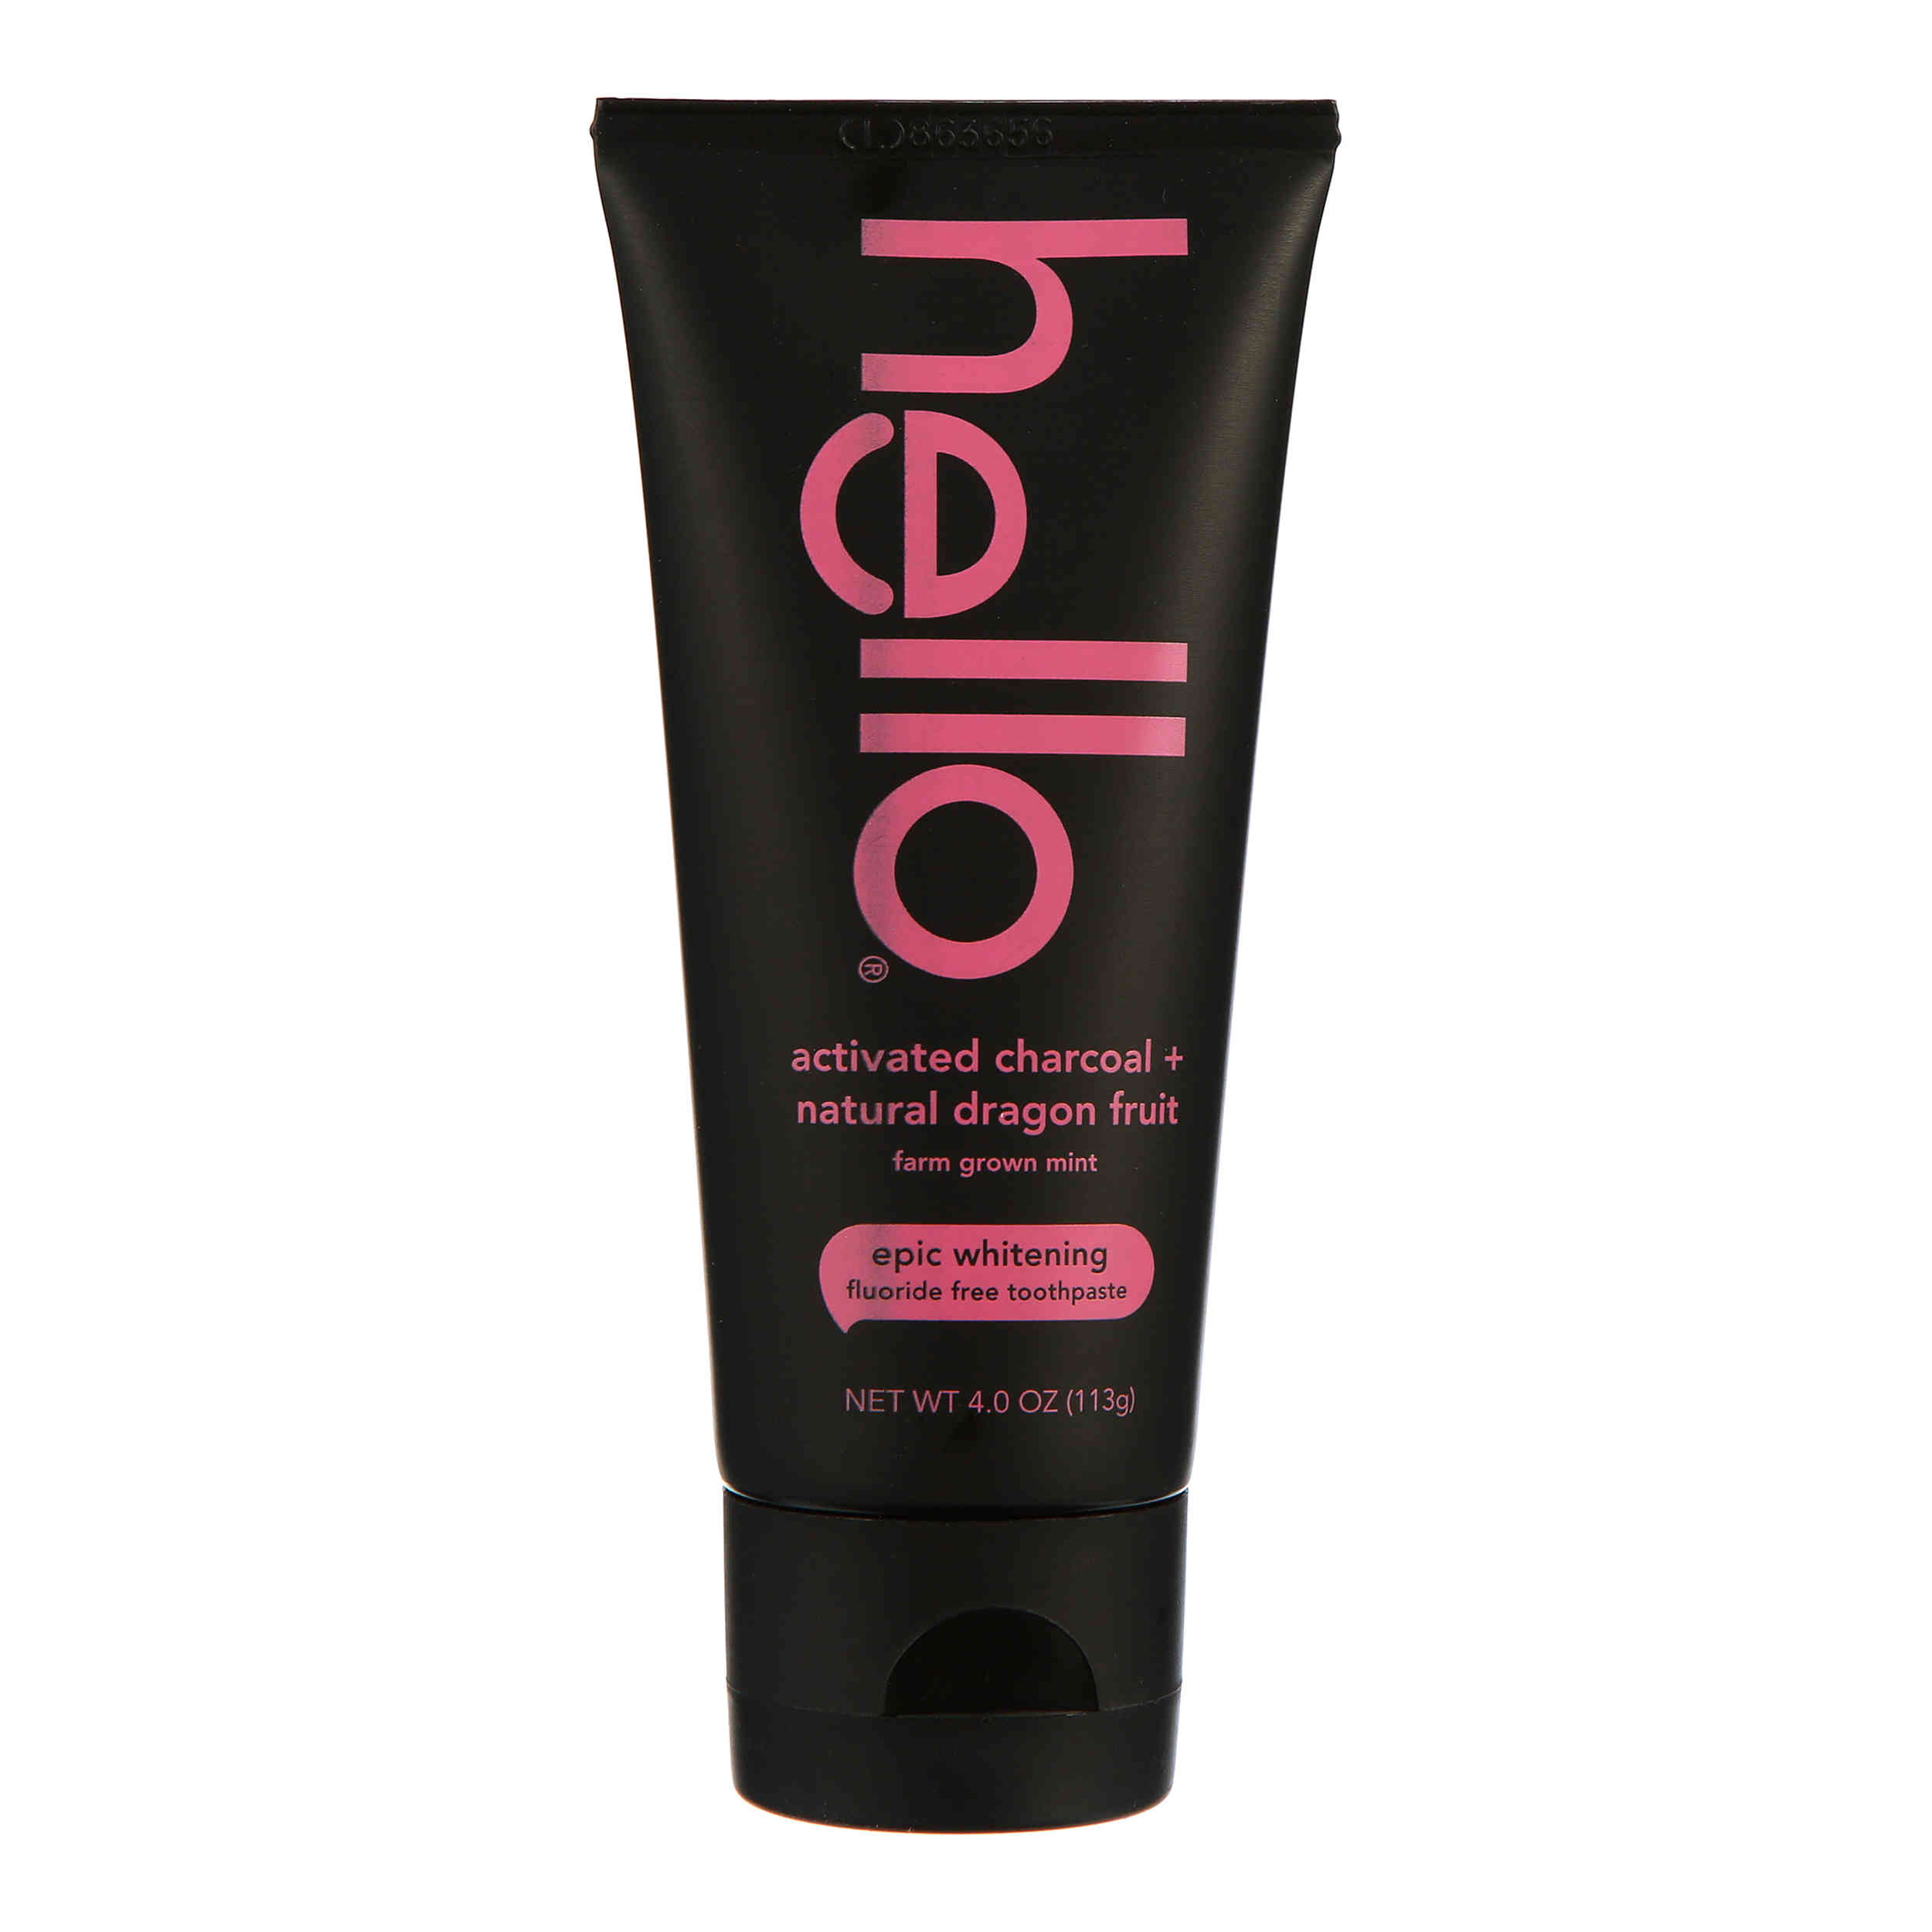 (L)863656
hello®
activated charcoal +
natural dragon fruit
farm grown mint
epic whitening
fluoride free toothpaste
NET WT 4.0 OZ (113g)